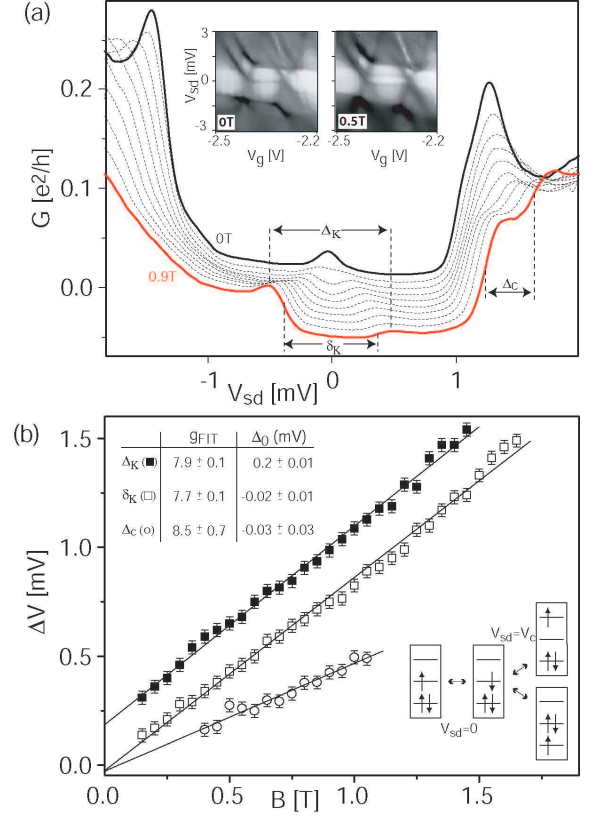 (a)
G [e²/h]
0.2
0.1
0.0
V_sd [mV]
3
0
-3
0T
0.5T
-2.5 -2.2 -2.5 -2.2
V_g [V] V_g [V]
0T
Δ_K
0.9T
Δ_C
δ_K
-1 0 1
V_sd [mV]
(b)
ΔV [mV]
1.5
1.0
0.5
0.0
g_FIT Δ_0 (mV)
Δ_K (■) 7.9 ± 0.1 0.2 ± 0.01
δ_K (□) 7.7 ± 0.1 -0.02 ± 0.01
Δ_C (o) 8.5 ± 0.7 -0.03 ± 0.03
V_sd=V_C
V_sd=0
0.0 0.5 1.0 1.5
B [T]